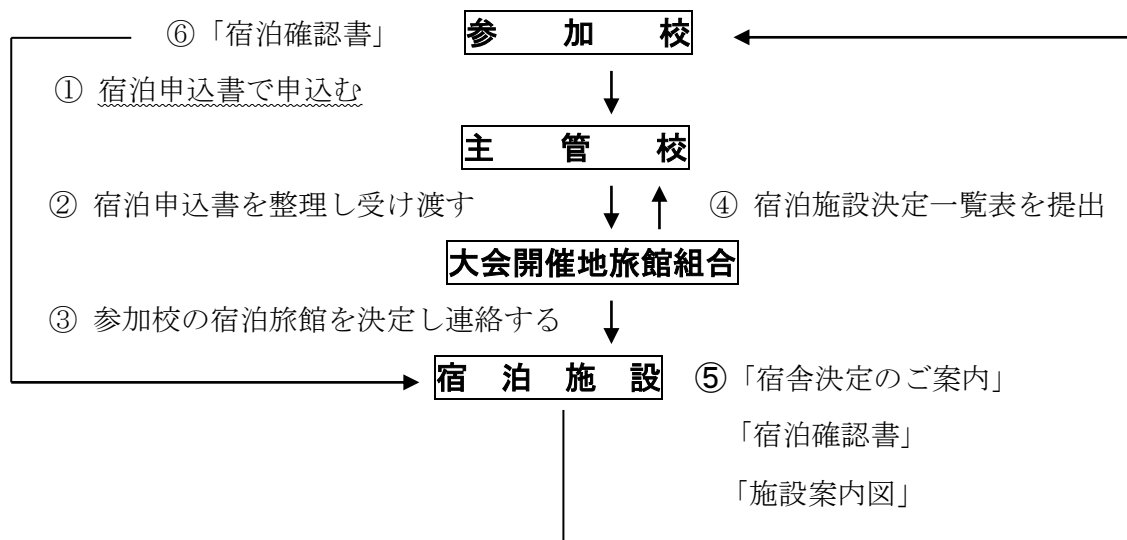 ⑥「宿泊確認書」 参 加 校
① 宿泊申込書で申込む
主 管 校
② 宿泊申込書を整理し受け渡す ④ 宿泊施設決定一覧表を提出
大会開催地旅館組合
③ 参加校の宿泊旅館を決定し連絡する
宿 泊 施 設 ⑤「宿舎決定のご案内」
「宿泊確認書」
「施設案内図」